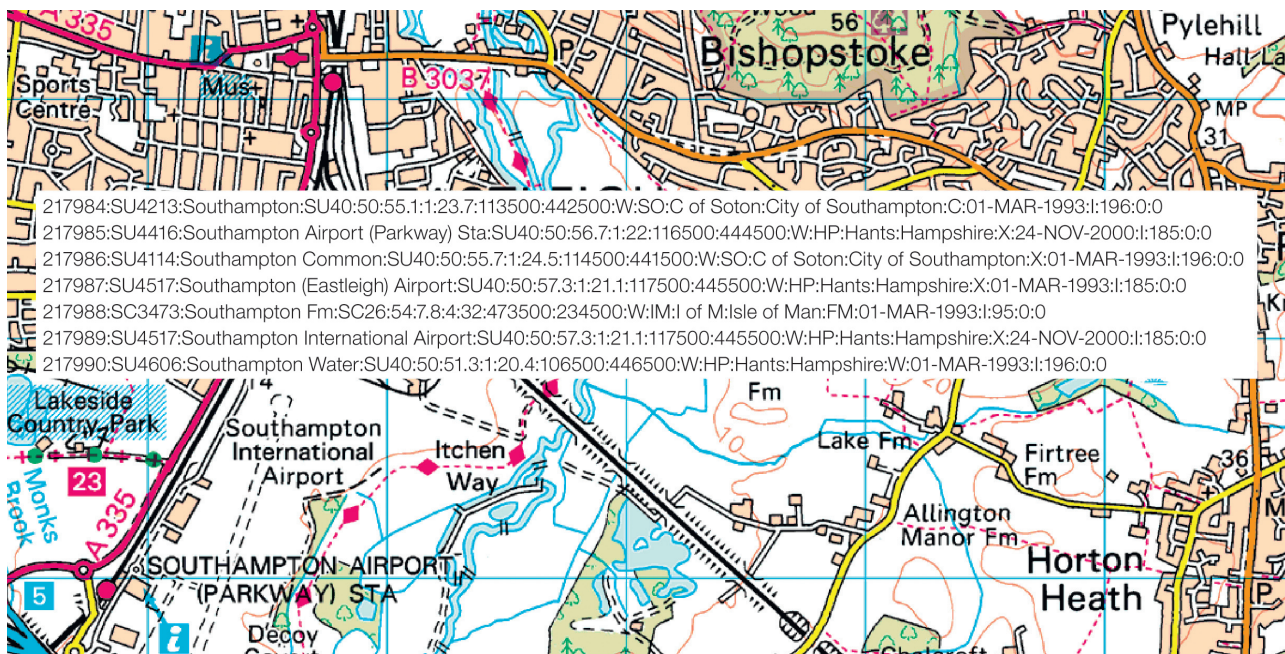 A335
56
Pylehill
Bishopstoke
Hall La
P
B 3037
Sports
Centre
Mus
MP
31
217984:SU4213:Southampton:SU40:50:55.1:1:23.7:113500:442500:W:SO:C of Soton:City of Southampton:C:01-MAR-1993:I:196:0:0
217985:SU4416:Southampton Airport (Parkway) Sta:SU40:50:56.7:1:22:116500:444500:W:HP:Hants:Hampshire:X:24-NOV-2000:I:185:0:0
217986:SU4114:Southampton Common:SU40:50:55.7:1:24.5:114500:441500:W:SO:C of Soton:City of Southampton:X:01-MAR-1993:I:196:0:0
217987:SU4517:Southampton (Eastleigh) Airport:SU40:50:57.3:1:21.1:117500:445500:W:HP:Hants:Hampshire:X:01-MAR-1993:I:185:0:0
217988:SC3473:Southampton Fm:SC26:54:7.8:4:32:473500:234500:W:IM:I of M:Isle of Man:FM:01-MAR-1993:I:95:0:0
217989:SU4517:Southampton International Airport:SU40:50:57.3:1:21.1:117500:445500:W:HP:Hants:Hampshire:X:24-NOV-2000:I:185:0:0
217990:SU4606:Southampton Water:SU40:50:51.3:1:20.4:106500:446500:W:HP:Hants:Hampshire:W:01-MAR-1993:I:196:0:0
4
Lakeside
Country Park
Fm
10
Southampton
International
Airport
Itchen
Way
Lake Fm
Firtree
Fm
36
23
Monks
Brook
A 335
Allington
Manor Fm
Horton
Heath
SOUTHAMPTON AIRPORT
(PARKWAY) STA
5
P
i
Decoy